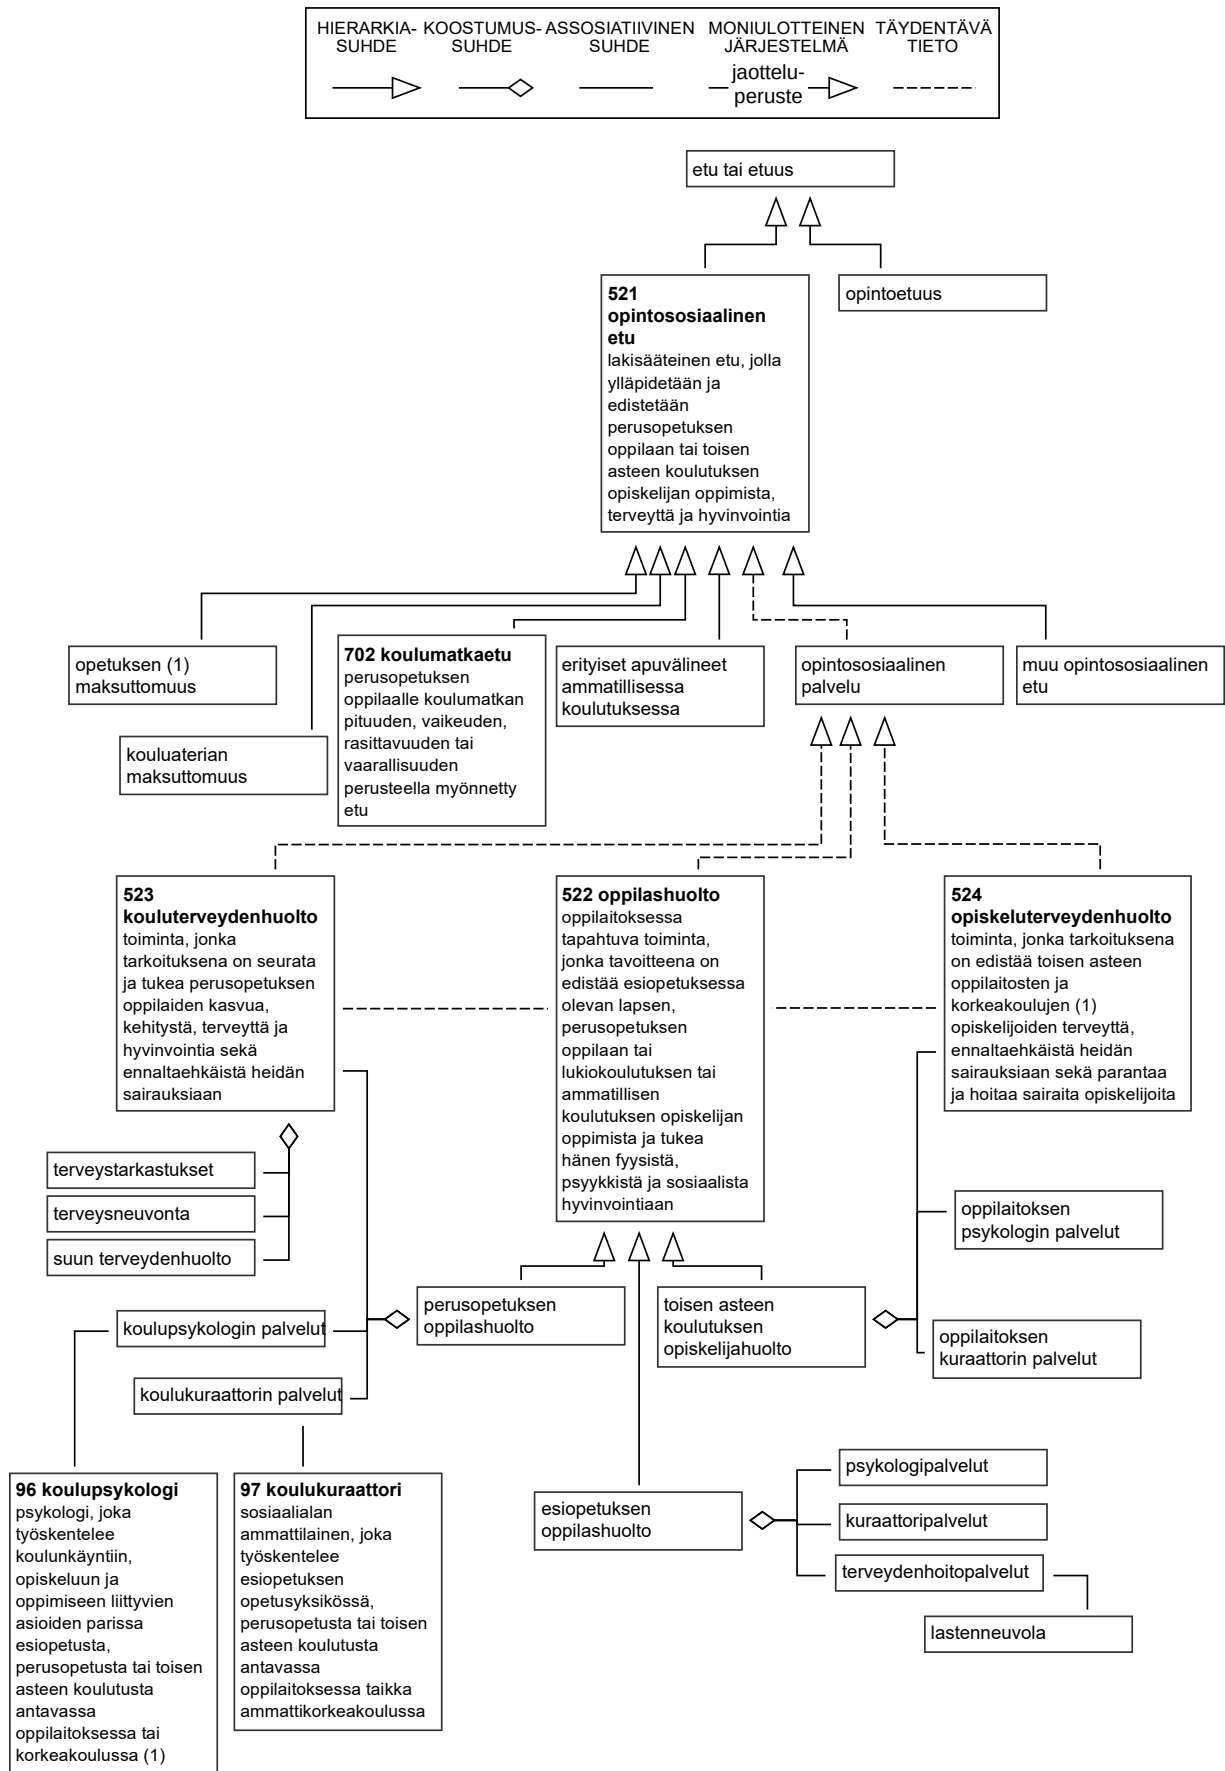 HIERARKIA-
SUHDE
KOOSTUMUS-
SUHDE
ASSOSIATIIVINEN
SUHDE
MONIULOTTEINEN
JÄRJESTELMÄ
TÄYDENTÄVÄ
TIETO
jaottelu-
peruste
etu tai etuus
521
opintososiaalinen
etu
lakisääteinen etu, jolla
ylläpidetään ja
edistetään
perusopetuksen
oppilaan tai toisen
asteen koulutuksen
opiskelijan oppimista,
terveyttä ja hyvinvointia
opintoetuus
opetuksen (1)
maksuttomuus
kouluaterian
maksuttomuus
702 koulumatkaetu
perusopetuksen
oppilaalle koulumatkan
pituuden, vaikeuden,
rasittavuuden tai
vaarallisuuden
perusteella myönnetty
etu
erityiset apuvälineet
ammatillisessa
koulutuksessa
opintososiaalinen
palvelu
muu opintososiaalinen
etu
523
kouluterveydenhuolto
toiminta, jonka
tarkoituksena on seurata
ja tukea perusopetuksen
oppilaiden kasvua,
kehitystä, terveyttä ja
hyvinvointia sekä
ennaltaehkäistä heidän
sairauksiaan
522 oppilashuolto
oppilaitoksessa
tapahtuva toiminta,
jonka tavoitteena on
edistää esiopetuksessa
olevan lapsen,
perusopetuksen
oppilaan tai
lukiokoulutuksen tai
ammatillisen
koulutuksen opiskelijan
oppimista ja tukea
hänen fyysistä,
psyykkistä ja sosiaalista
hyvinvointiaan
524
opiskeluterveydenhuolto
toiminta, jonka tarkoituksena
on edistää toisen asteen
oppilaitosten ja
korkeakoulujen (1)
opiskelijoiden terveyttä,
ennaltaehkäistä heidän
sairauksiaan sekä parantaa
ja hoitaa sairaita opiskelijoita
terveystarkastukset
terveysneuvonta
suun terveydenhuolto
koulupsykologin palvelut
koulukuraattorin palvelut
perusopetuksen
oppilashuolto
toisen asteen
koulutuksen
opiskelijahuolto
oppilaitoksen
psykologin palvelut
oppilaitoksen
kuraattorin palvelut
96 koulupsykologi
psykologi, joka
työskentelee
koulunkäyntiin,
opiskeluun ja
oppimiseen liittyvien
asioiden parissa
esiopetusta,
perusopetusta tai toisen
asteen koulutusta
antavassa
oppilaitoksessa tai
korkeakoulussa (1)
97 koulukuraattori
sosiaalialan
ammattilainen, joka
työskentelee
esiopetuksen
opetusyksikössä,
perusopetusta tai toisen
asteen koulutusta
antavassa
oppilaitoksessa taikka
ammattikorkeakoulussa
esiopetuksen
oppilashuolto
psykologipalvelut
kuraattoripalvelut
terveydenhoitopalvelut
lastenneuvola